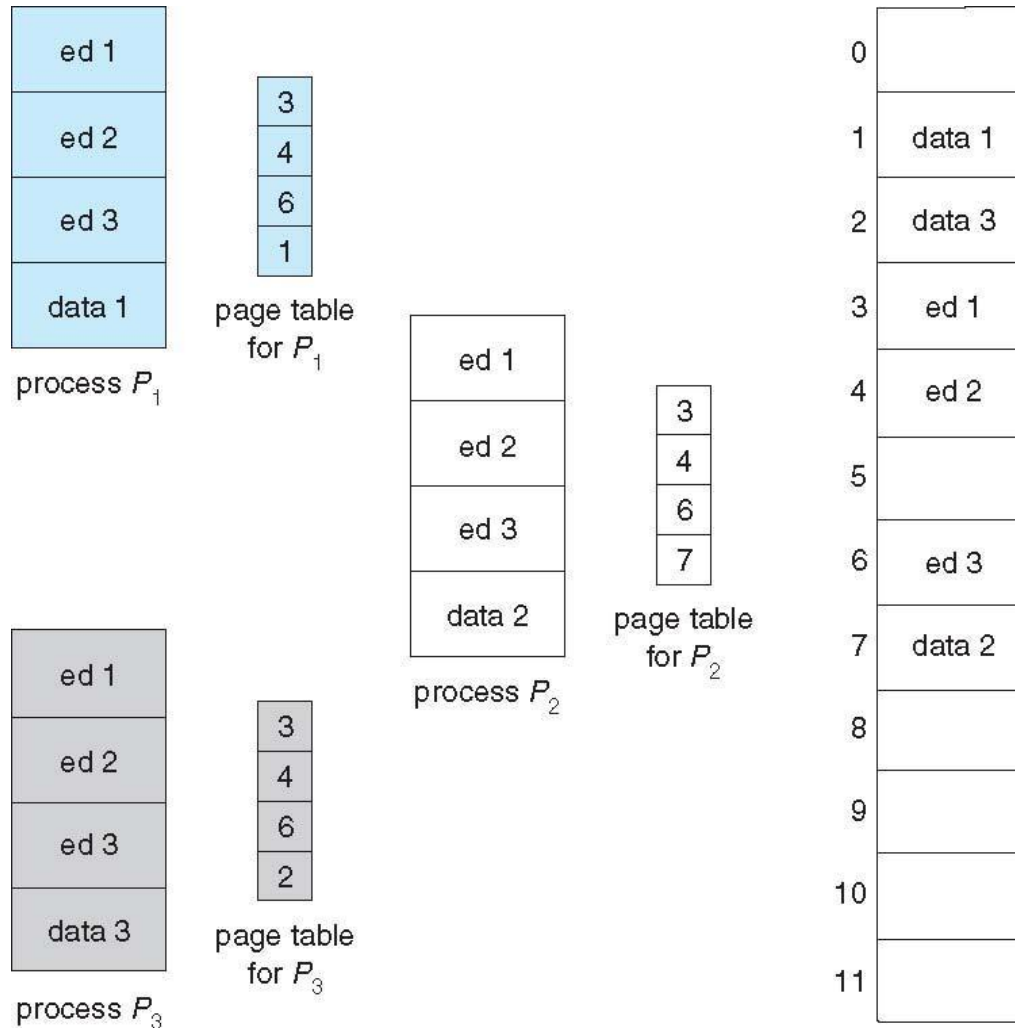 ed 1
ed 2
ed 3
data 1
process P1
3
4
6
1
page table
for P1
ed 1
ed 2
ed 3
data 2
process P2
3
4
6
7
page table
for P2
ed 1
ed 2
ed 3
data 3
process P3
3
4
6
2
page table
for P3
0
1 data 1
2 data 3
3 ed 1
4 ed 2
5
6 ed 3
7 data 2
8
9
10
11